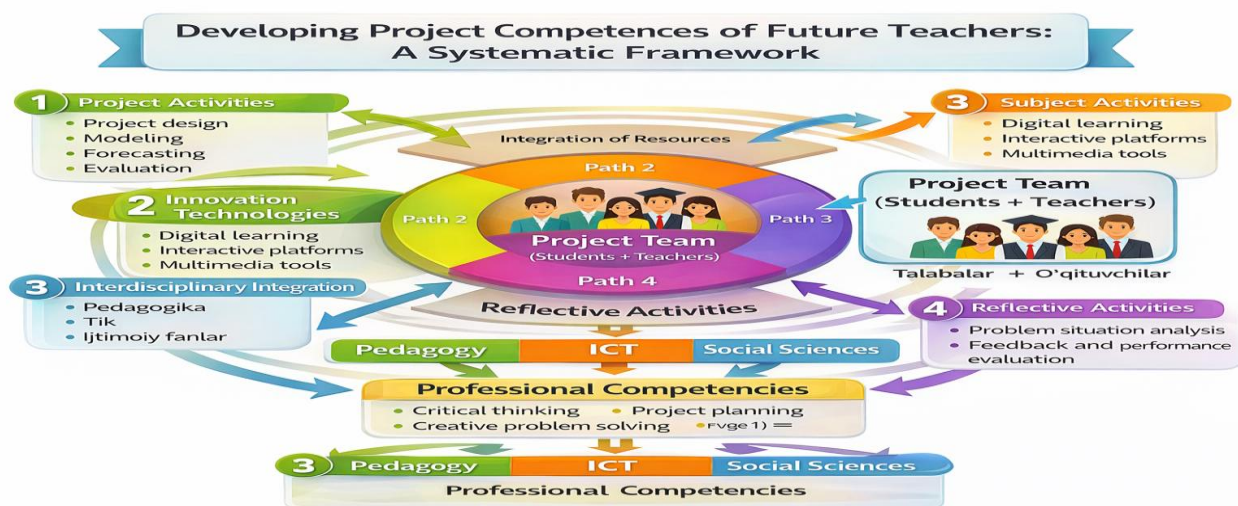 Developing Project Competences of Future Teachers:
A Systematic Framework
1 Project Activities
• Project design
• Modeling
• Forecasting
• Evaluation
2 Innovation
Technologies
• Digital learning
• Interactive platforms
• Multimedia tools
3 Interdisciplinary Integration
• Pedagogika
• Tik
• Ijtimoiy fanlar
Integration of Resources
Path 2
Path 2
Path 3
Project Team
(Students + Teachers)
Path 4
Reflective Activities
3 Subject Activities
• Digital learning
• Interactive platforms
• Multimedia tools
Project Team
(Students + Teachers)
Talabalar + O'qituvchilar
4 Reflective Activities
• Problem situation analysis
• Feedback and performance
evaluation
Pedagogy ICT Social Sciences
Professional Competencies
• Critical thinking • Project planning
• Creative problem solving
3 Pedagogy ICT Social Sciences
Professional Competencies